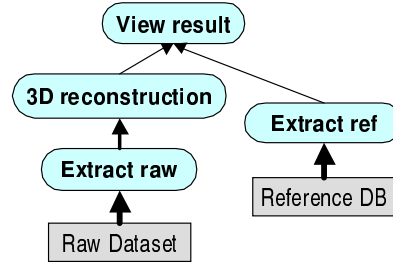 View result
3D reconstruction
Extract ref
Extract raw
Reference DB
Raw Dataset